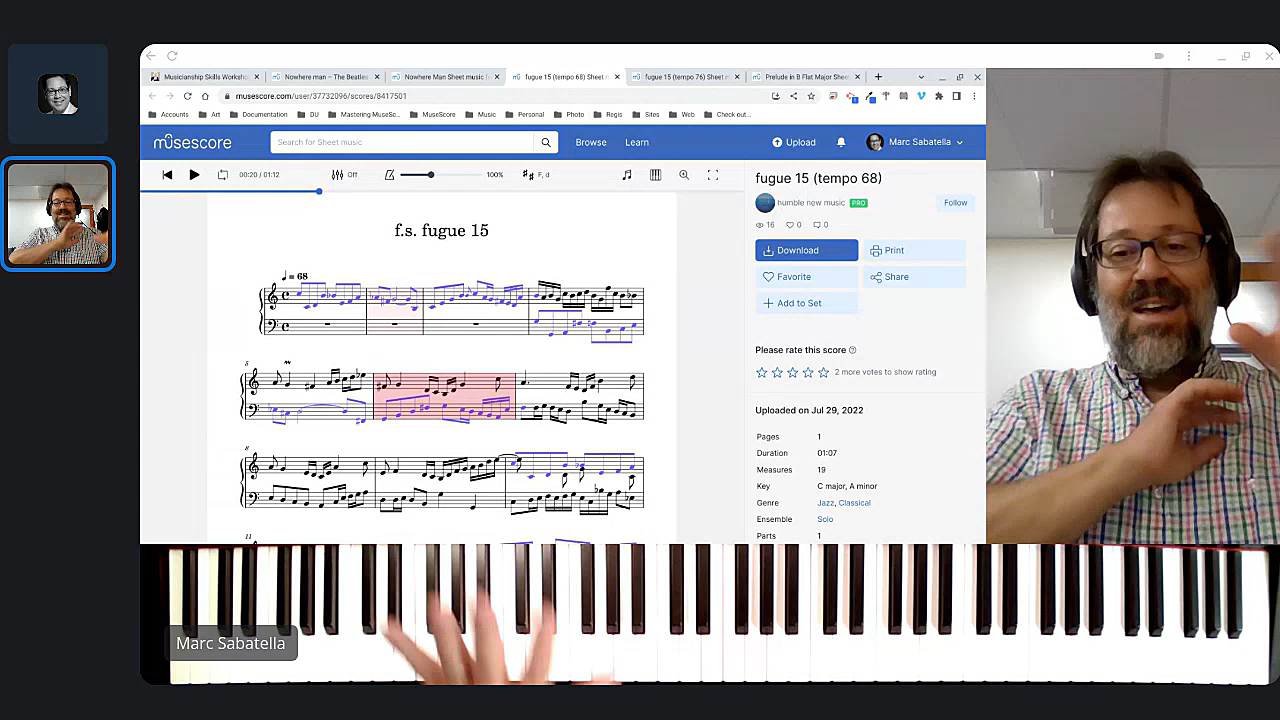 Musicianship Skills Worksho
Nowhere man – The Beatles
Nowhere Man Sheet music f
fugue 15 (tempo 68) Sheet m
fugue 15 (tempo 76) Sheet m
Prelude in B Flat Major Sheet
musescore.com/user/37732096/scores/8417501
Accounts
Art
Documentation
DU
Mastering MuseSc...
MuseScore
Music
Personal
Photo
Regis
Sites
Web
Check out...
musescore
Search for Sheet music
Browse
Learn
Upload
Marc Sabatella
00:20 / 01:12
Off
100%
F, d
fugue 15 (tempo 68)
humble new music PRO
Follow
16
0
0
Download
Print
Favorite
Share
Add to Set
Please rate this score
2 more votes to show rating
Uploaded on Jul 29, 2022
Pages 1
Duration 01:07
Measures 19
Key C major, A minor
Genre Jazz, Classical
Ensemble Solo
Parts 1
f.s. fugue 15
= 68
5
8
11
Marc Sabatella